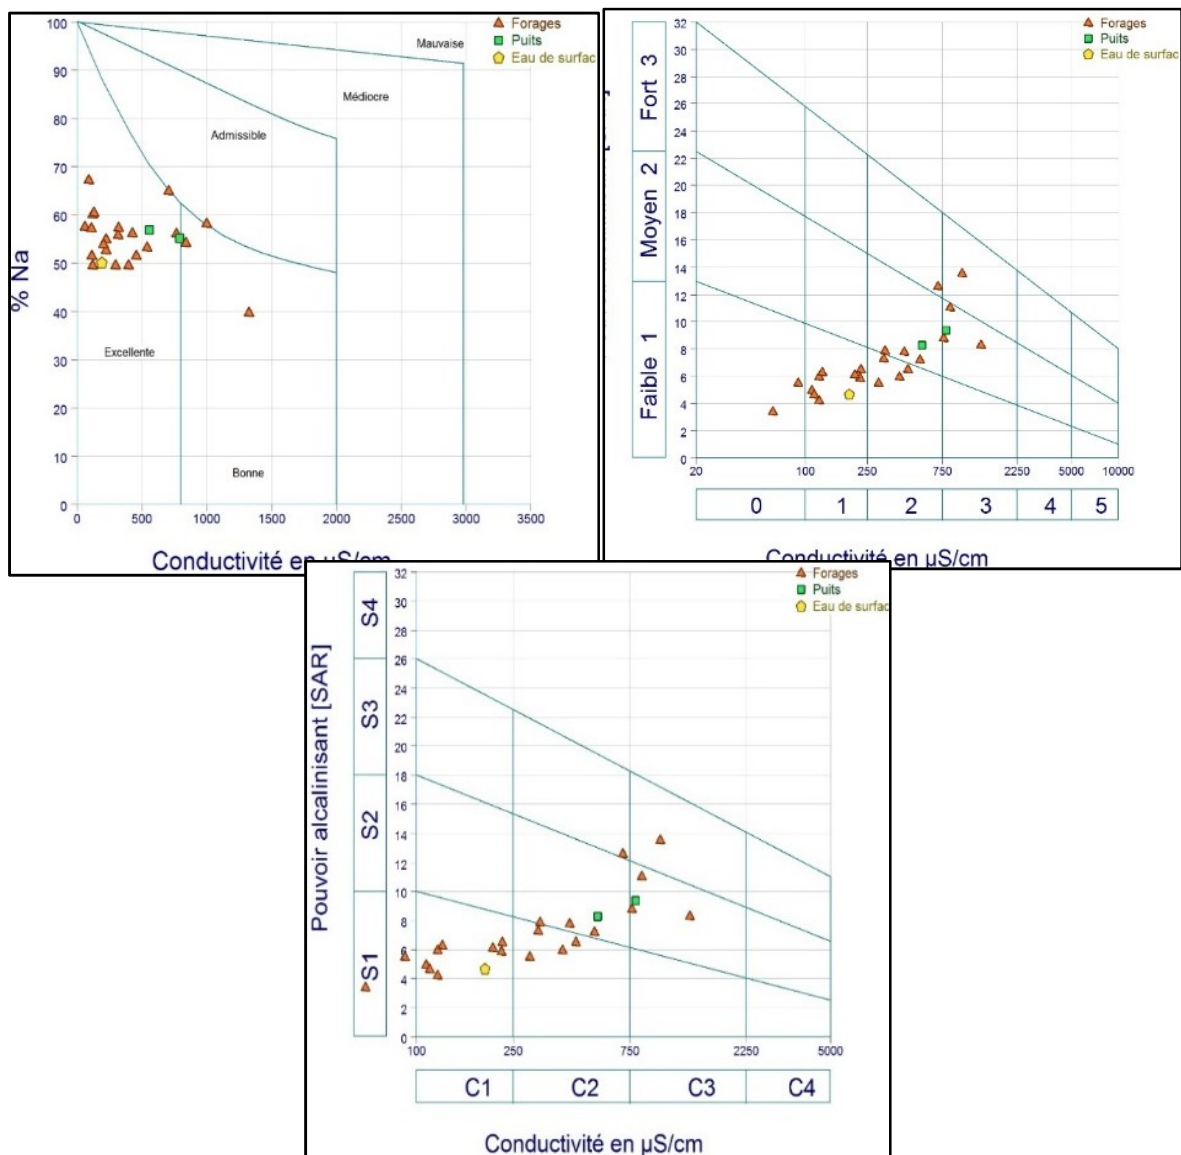 100
90
80
70
60
50
40
30
20
10
0
% Na
Forages
Puits
Eau de surfac
Mauvaise
Médiocre
Admissible
Excellente
Bonne
0 500 1000 1500 2000 2500 3000 3500
Conductivité en µS/cm
Fort 3
Moyen 2
Faible 1
32
30
28
26
24
22
20
18
16
14
12
10
8
6
4
2
0
Forages
Puits
Eau de surfac
20 100 250 750 2250 5000 10000
0 1 2 3 4 5
Conductivité en µS/cm
Pouvoir alcalinisant [SAR]
S4
S3
S2
S1
32
30
28
26
24
22
20
18
16
14
12
10
8
6
4
2
0
Forages
Puits
Eau de surfac
100 250 750 2250 5000
C1 C2 C3 C4
Conductivité en µS/cm